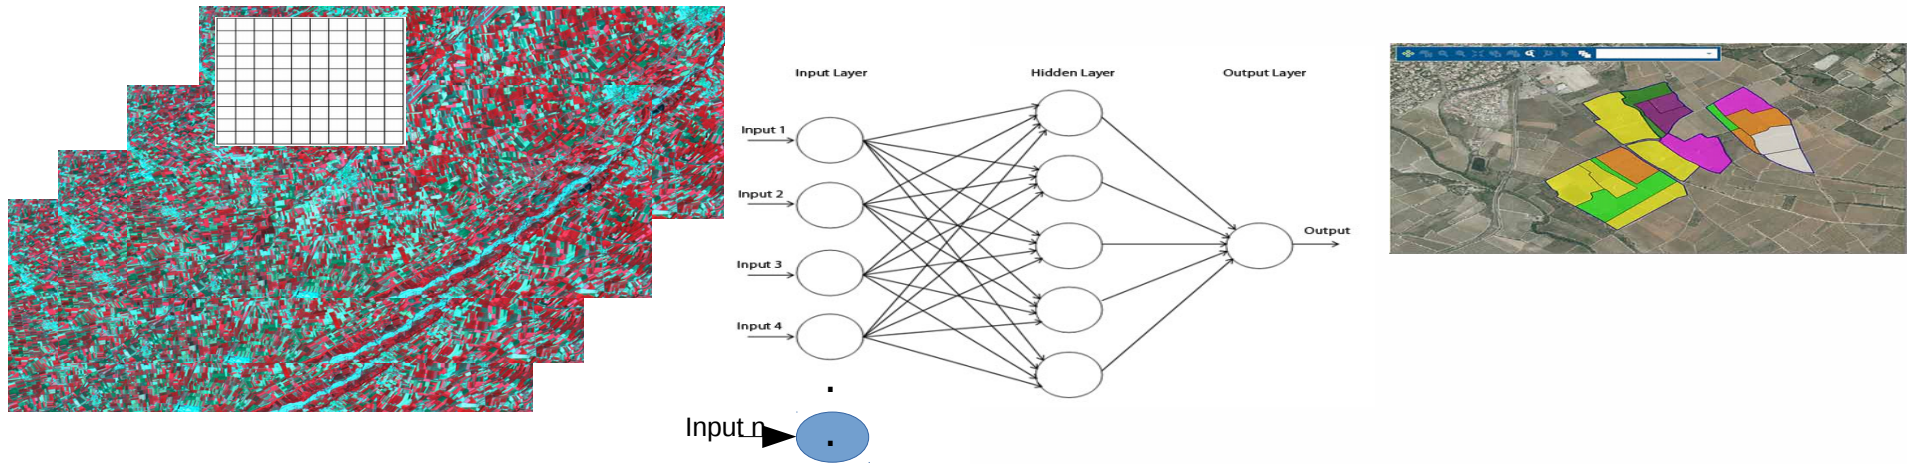 Input Layer
Hidden Layer
Output Layer
Input 1
Input 2
Input 3
Input 4
Input n
Output